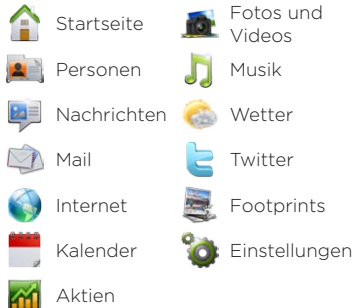 Startseite
Personen
Nachrichten
Mail
Internet
Kalender
Aktien
Fotos und
Videos
Musik
Wetter
Twitter
Footprints
Einstellungen